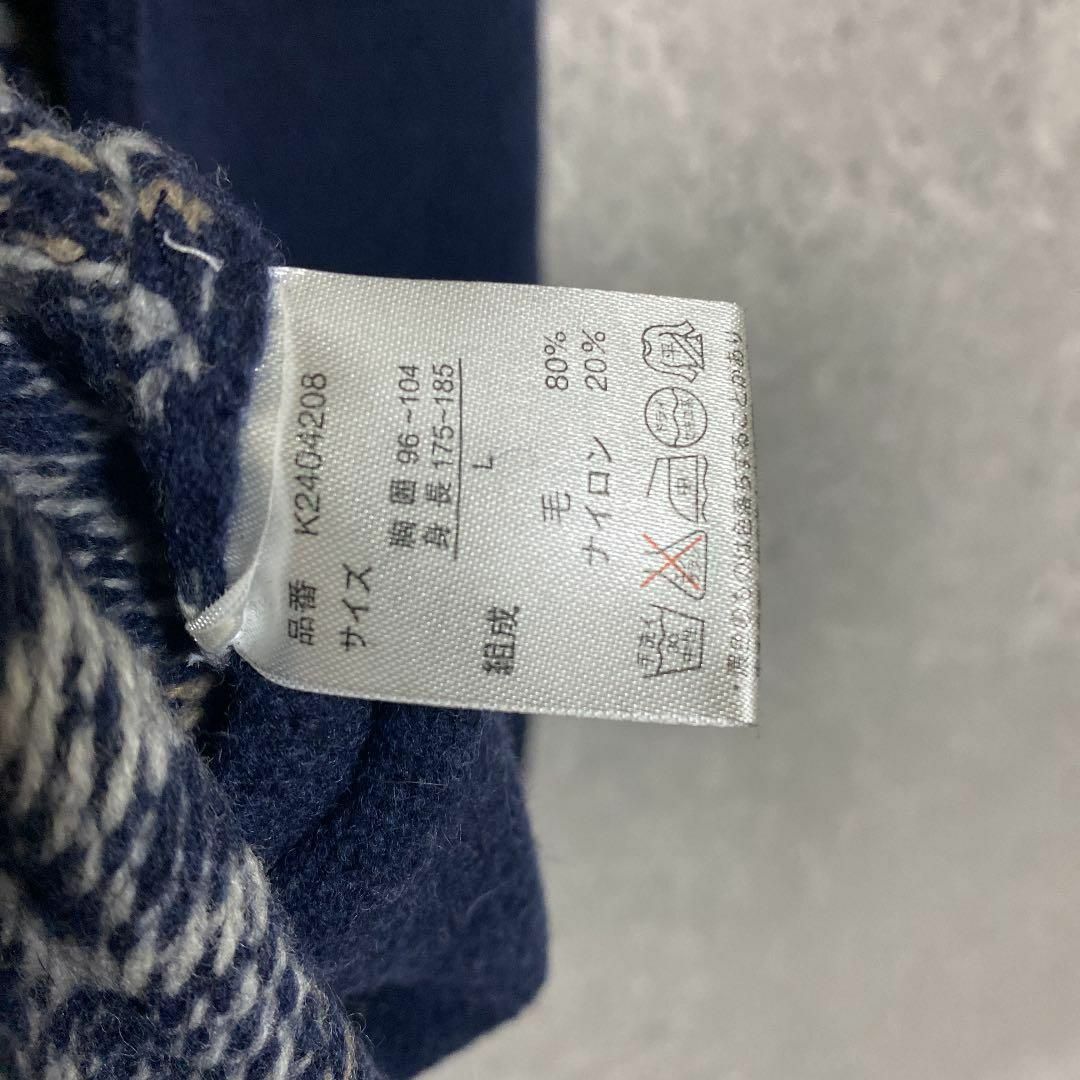 品番 K2404208
サイズ
胸囲 96~104
身長 175~185
L
組成
毛 80%
ナイロン 20%